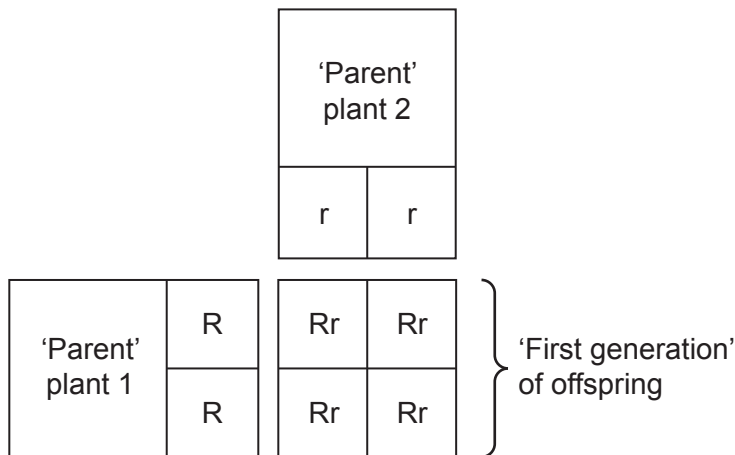 ‘Parent’
plant 2
r r
‘Parent’
plant 1
R Rr Rr
R Rr Rr
‘First generation’
of offspring